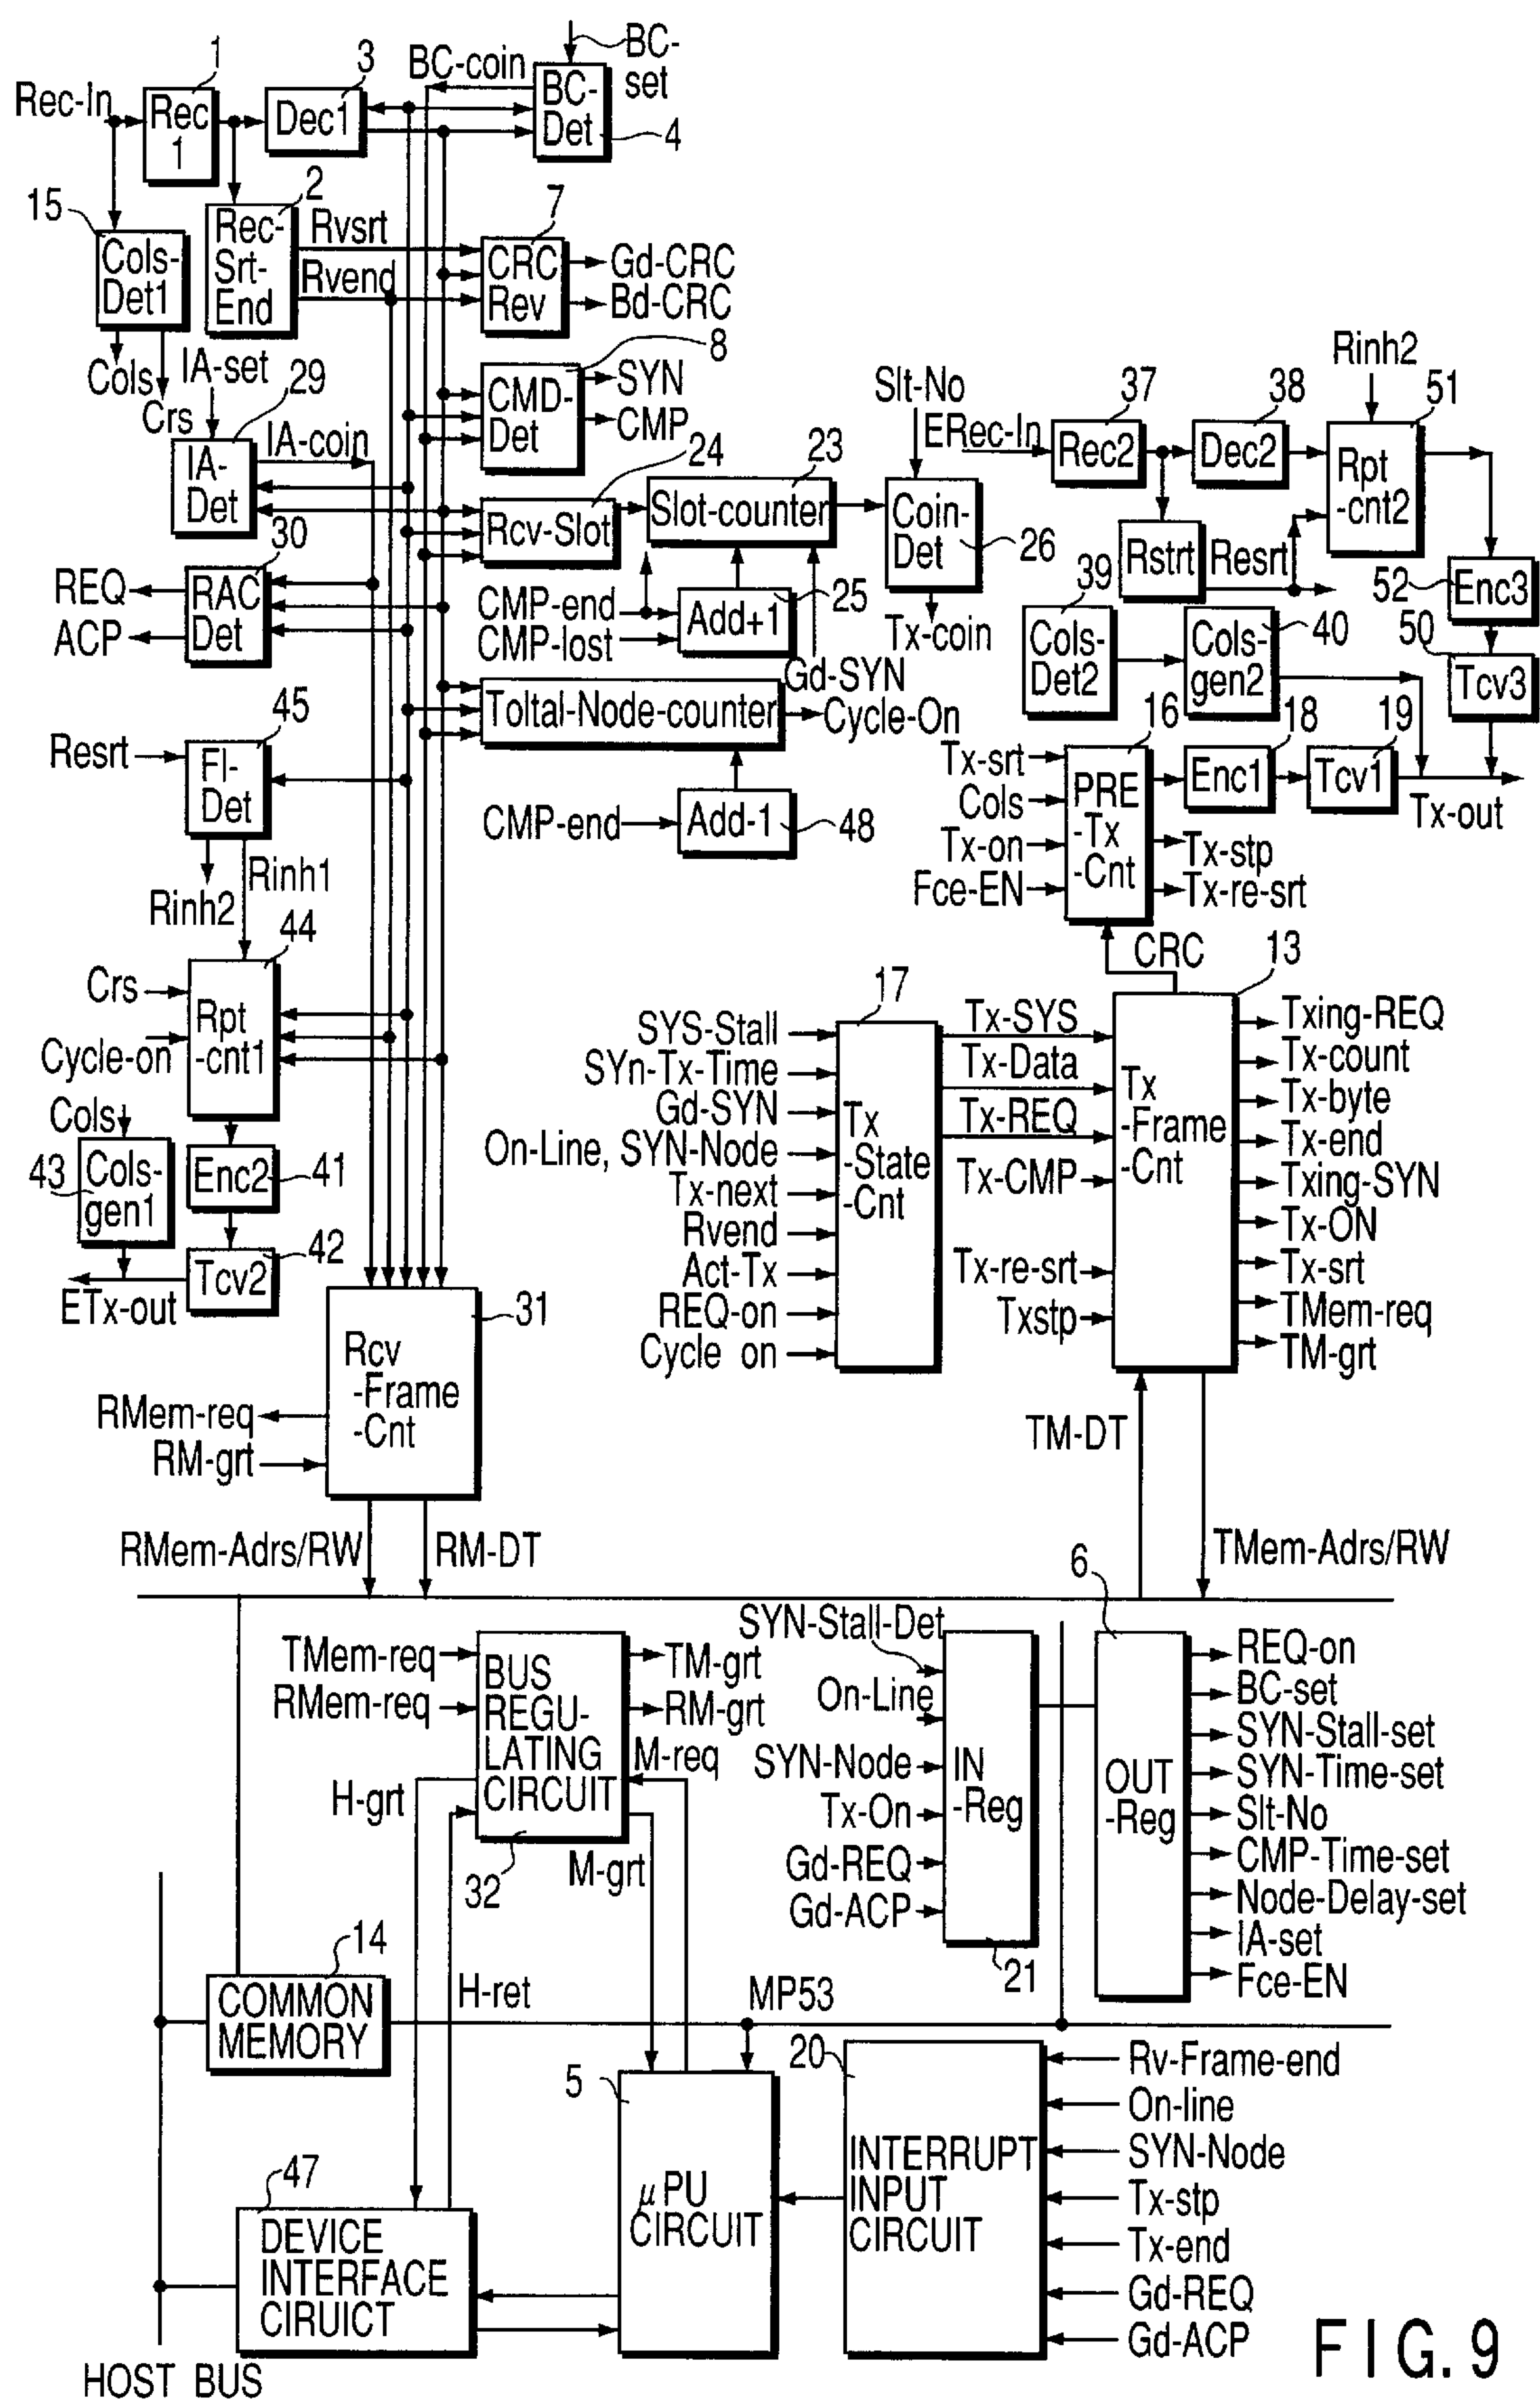 BC-coin
BC-
set
1
3
Rec-In
Rec
1
Dec1
BC-
Det
4
15
2
Cols-
Det1
Rec-
Srt-
End
Rvsrt
Rvend
7
CRC
Rev
Gd-CRC
Bd-CRC
8
Cols
Crs
IA-set
29
CMD-
Det
SYN
CMP
IA-coin
IA-
Det
24
Rcv-Slot
23
Slot-counter
Slt-No
Coin-
Det
26
Tx-coin
ERec-In
37
Rec2
38
Dec2
Rinh2
51
Rpt
-cnt2
Rstrt
Resrt
52
Enc3
50
Tcv3
30
REQ
ACP
RAC
Det
CMP-end
CMP-lost
Add+1
25
Gd-SYN
39
Cols-
Det2
Cols-
gen2
40
Toltal-Node-counter
Cycle-On
45
Resrt
FI-
Det
CMP-end
Add-1
48
16
Tx-srt
Cols
Tx-on
Fce-EN
PRE
-Tx
-Cnt
18
Enc1
19
Tcv1
Tx-out
Tx-stp
Tx-re-srt
Rinh1
Rinh2
44
Crs
Cycle-on
Rpt
-cnt1
CRC
13
17
SYS-Stall
SYn-Tx-Time
Gd-SYN
On-Line, SYN-Node
Tx-next
Rvend
Act-Tx
REQ-on
Cycle on
Tx
-State
-Cnt
Tx-SYS
Tx-Data
Tx-REQ
Tx-CMP
Tx-re-srt
Txstp
Tx
-Frame
-Cnt
Txing-REQ
Tx-count
Tx-byte
Tx-end
Txing-SYN
Tx-ON
Tx-srt
TMem-req
TM-grt
Cols
43
Cols-
gen1
Enc2
41
Tcv2
42
ETx-out
31
Rcv
-Frame
-Cnt
RMem-req
RM-grt
RMem-Adrs/RW
RM-DT
TM-DT
TMem-Adrs/RW
TMem-req
RMem-req
BUS
REGU-
LATING
CIRCUIT
TM-grt
RM-grt
M-req
H-grt
32
M-grt
SYN-Stall-Det
On-Line
SYN-Node
Tx-On
Gd-REQ
Gd-ACP
IN
-Reg
21
6
OUT
-Reg
REQ-on
BC-set
SYN-Stall-set
SYN-Time-set
Slt-No
CMP-Time-set
Node-Delay-set
IA-set
Fce-EN
14
COMMON
MEMORY
H-ret
MP53
5
μPU
CIRCUIT
20
INTERRUPT
INPUT
CIRCUIT
Rv-Frame-end
On-line
SYN-Node
Tx-stp
Tx-end
Gd-REQ
Gd-ACP
47
DEVICE
INTERFACE
CIRUICT
HOST BUS
FIG. 9